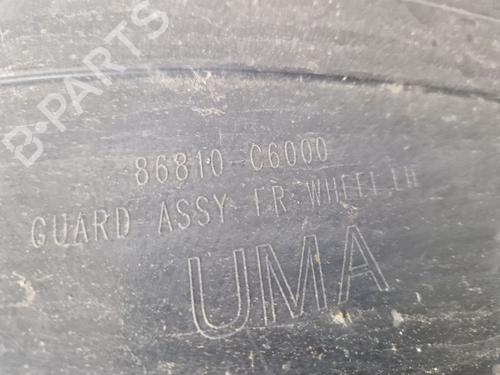 B-PARTS
86810-C6000
GUARD ASSY-FR WHEEL LH
UMA